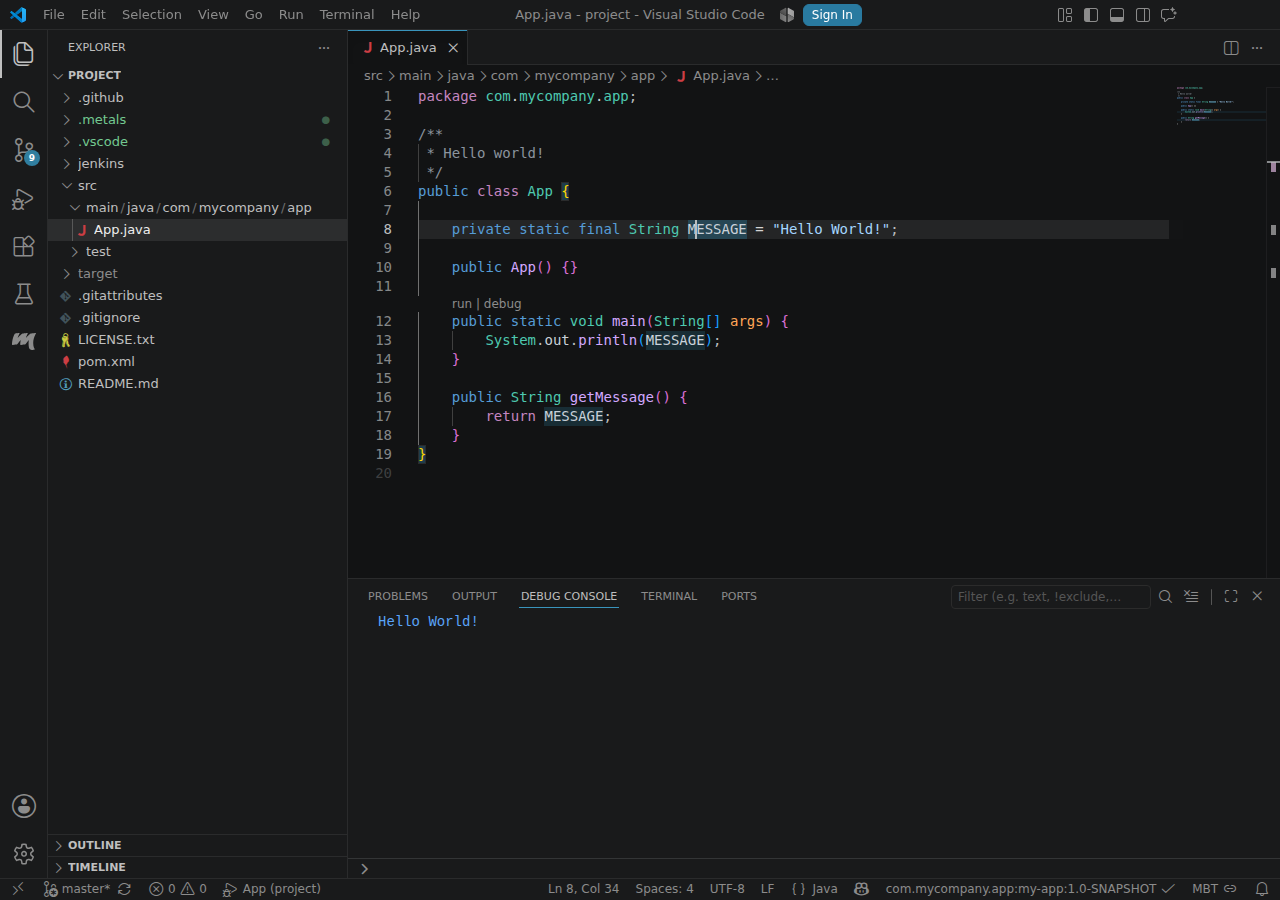 File Edit Selection View Go Run Terminal Help
App.java - project - Visual Studio Code
Sign In
EXPLORER
PROJECT
.github
.metals
.vscode
jenkins
src
main / java / com / mycompany / app
App.java
test
target
.gitattributes
.gitignore
LICENSE.txt
pom.xml
README.md
OUTLINE
TIMELINE
9
App.java
src > main > java > com > mycompany > app > App.java > ...
1 package com.mycompany.app;
2
3 /**
4 * Hello world!
5 */
6 public class App {
7
8 private static final String MESSAGE = "Hello World!";
9
10 public App() {}
11
run | debug
12 public static void main(String[] args) {
13 System.out.println(MESSAGE);
14 }
15
16 public String getMessage() {
17 return MESSAGE;
18 }
19 }
20
PROBLEMS OUTPUT DEBUG CONSOLE TERMINAL PORTS
Filter (e.g. text, !exclude,...
Hello World!
master* 0 0 App (project) Ln 8, Col 34 Spaces: 4 UTF-8 LF { } Java com.mycompany.app:my-app:1.0-SNAPSHOT MBT